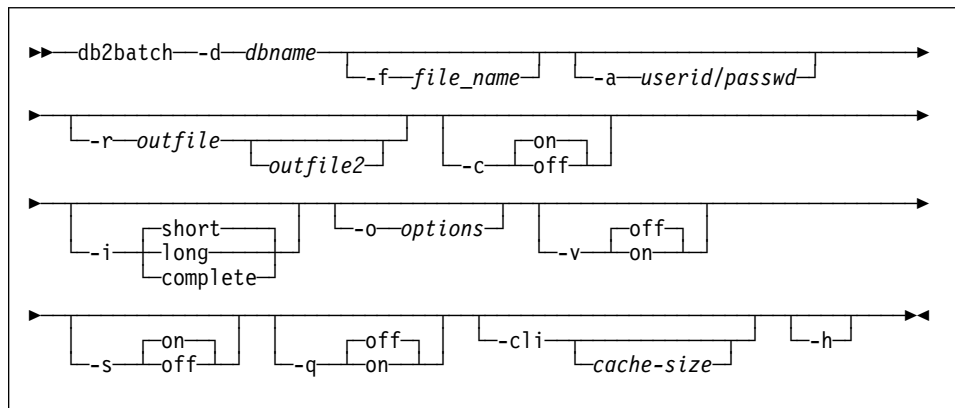 db2batch -d dbname
-f file_name -a userid/passwd
-r outfile on
outfile2 -c off
short off
-i long -o options -v on
complete
on off -cli -h
-s off -q on cache-size